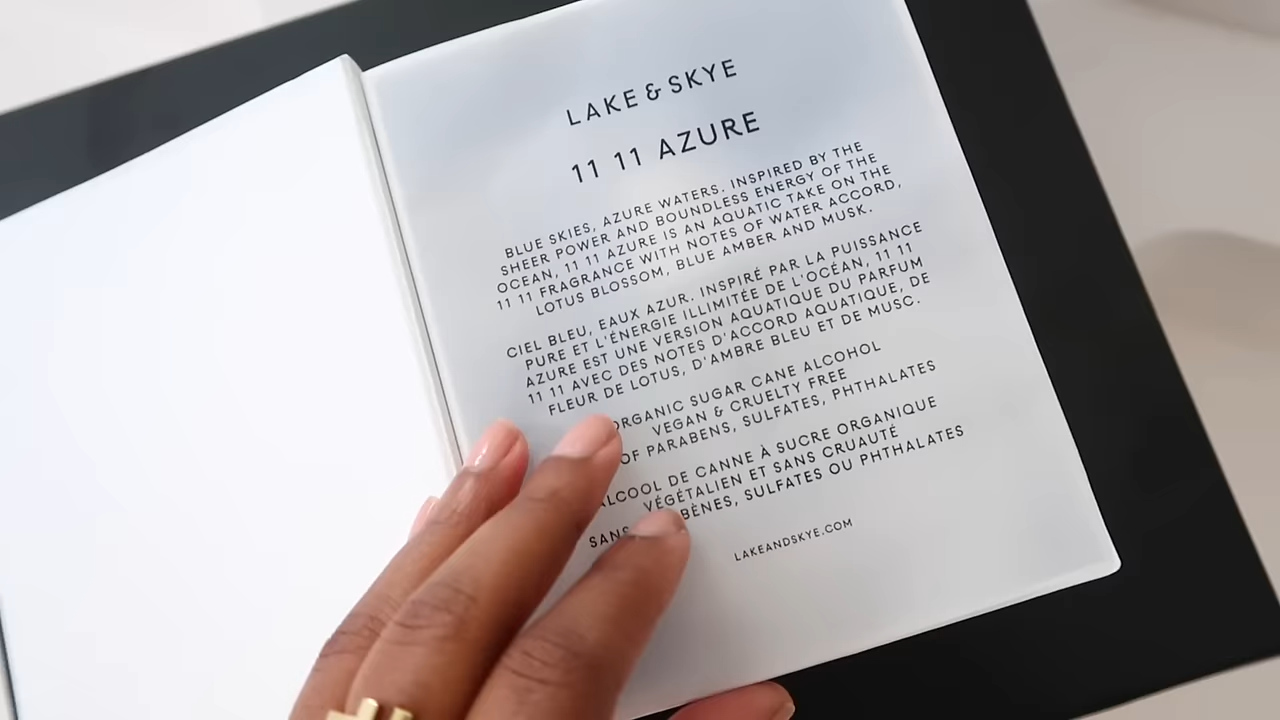 LAKE & SKYE
11 11 AZURE
BLUE SKIES, AZURE WATERS. INSPIRED BY THE
SHEER POWER AND BOUNDLESS ENERGY OF THE
OCEAN, 11 11 AZURE IS AN AQUATIC TAKE ON THE
11 11 FRAGRANCE WITH NOTES OF WATER ACCORD,
LOTUS BLOSSOM, BLUE AMBER AND MUSK.
CIEL BLEU, EAUX AZUR. INSPIRÉ PAR LA PUISSANCE
PURE ET L'ÉNERGIE ILLIMITÉE DE L'OCÉAN, 11 11
AZURE EST UNE VERSION AQUATIQUE DU PARFUM
11 11 AVEC DES NOTES D'ACCORD AQUATIQUE, DE
FLEUR DE LOTUS, D'AMBRE BLEU ET DE MUSC.
ORGANIC SUGAR CANE ALCOHOL
VEGAN & CRUELTY FREE
OF PARABENS, SULFATES, PHTHALATES
ALCOOL DE CANNE À SUCRE ORGANIQUE
VÉGÉTALIEN ET SANS CRUAUTÉ
SANS BÈNES, SULFATES OU PHTHALATES
LAKEANDSKYE.COM